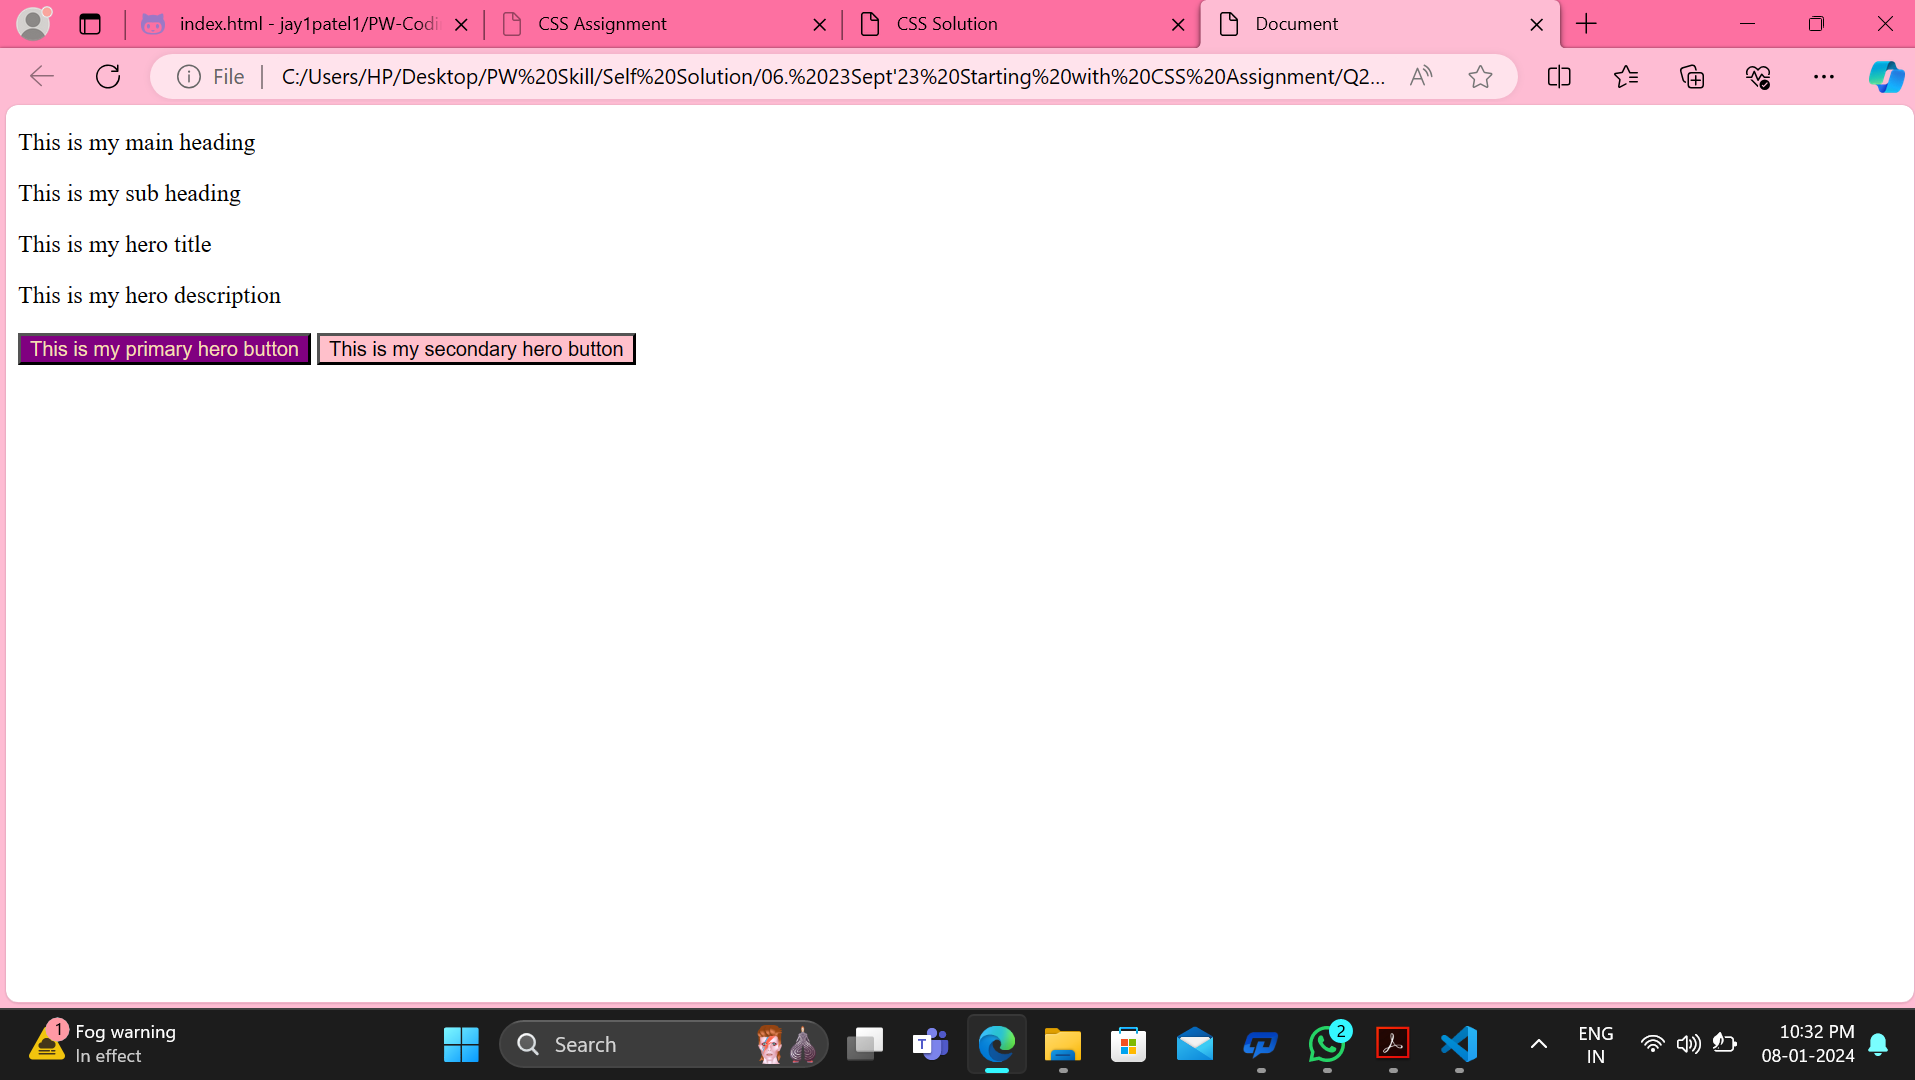 index.html - jay1patel1/PW-Codi
CSS Assignment
CSS Solution
Document
File
C:/Users/HP/Desktop/PW%20Skill/Self%20Solution/06.%2023Sept'23%20Starting%20with%20CSS%20Assignment/Q2...
This is my main heading
This is my sub heading
This is my hero title
This is my hero description
This is my primary hero button
This is my secondary hero button
1
Fog warning
In effect
Search
T
2
ENG
IN
10:32 PM
08-01-2024